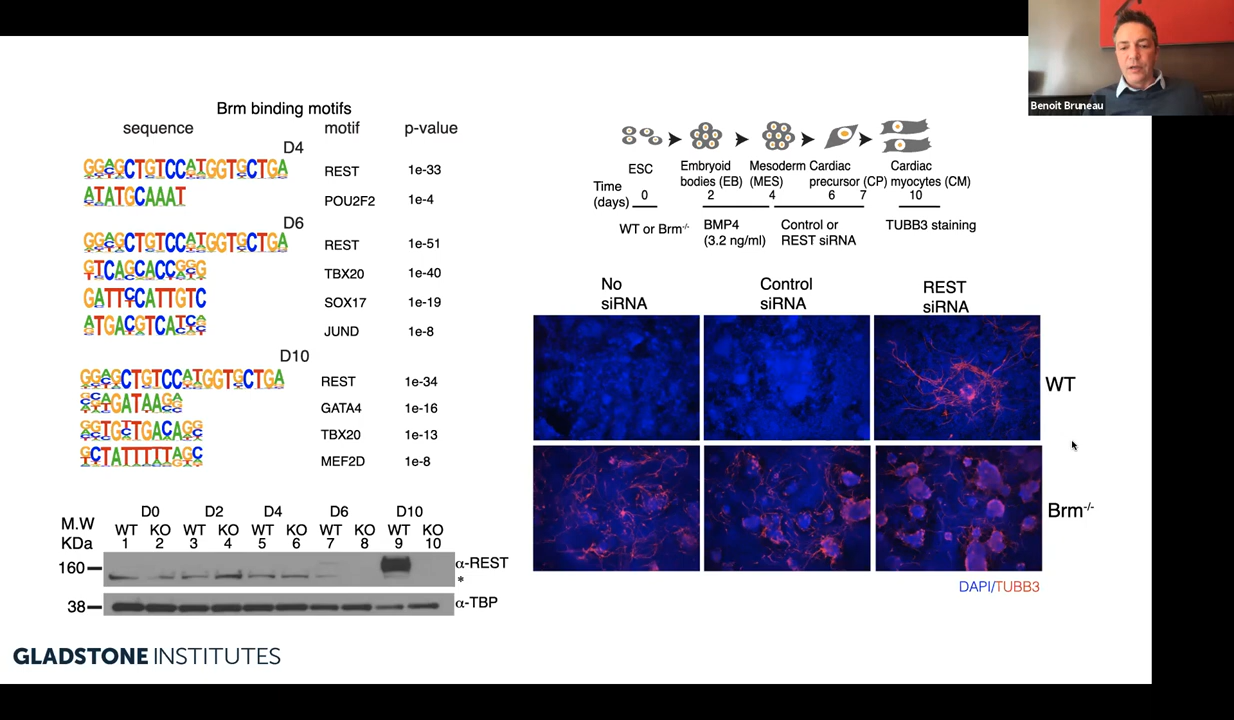 Benoit Bruneau
Brm binding motifs
sequence motif p-value
D4
GGAGCTGTCCATGGTGCTGA REST 1e-33
ATATGCAAAT POU2F2 1e-4
D6
GGAGCTGTCCATGGTGCTGA REST 1e-51
TBX20 1e-40
SOX17 1e-19
JUND 1e-8
D10
GGAGCTGTCCATGGTGCTGA REST 1e-34
GATA4 1e-16
TBX20 1e-13
MEF2D 1e-8
D0 D2 D4 D6 D10
M.W WT KO WT KO WT KO WT KO WT KO
KDa 1 2 3 4 5 6 7 8 9 10
160 α-REST
*
38 α-TBP
ESC
Embryoid bodies (EB)
Mesoderm (MES)
Cardiac precursor (CP)
Cardiac myocytes (CM)
Time (days) 0 2 4 6 7 10
WT or Brm-/-
BMP4 (3.2 ng/ml)
Control or REST siRNA
TUBB3 staining
No siRNA
Control siRNA
REST siRNA
WT
Brm-/-
DAPI/TUBB3
GLADSTONE INSTITUTES